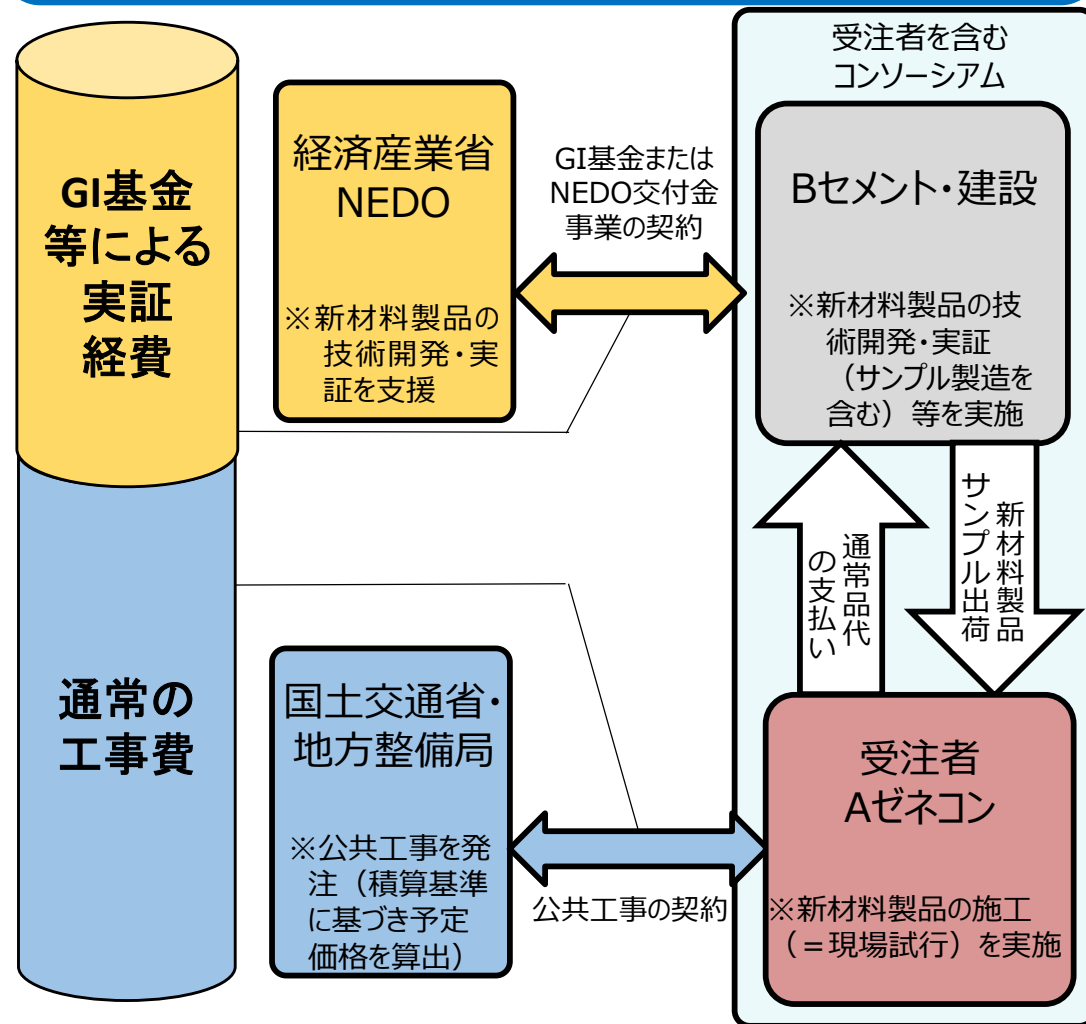 GI基金
等による
実証
経費
通常の
工事費
経済産業省
NEDO
※新材料製品の
技術開発・実
証を支援
GI基金または
NEDO交付金
事業の契約
受注者を含む
コンソーシアム
Bセメント・建設
※新材料製品の技
術開発・実証
（サンプル製造を
含む）等を実施
通常品代
の支払い
新材料製品
サンプル出荷
国土交通省・
地方整備局
※公共工事を発
注（積算基準
に基づき予定
価格を算出）
公共工事の契約
受注者
Aゼネコン
※新材料製品の施工
（＝現場試行）を実施